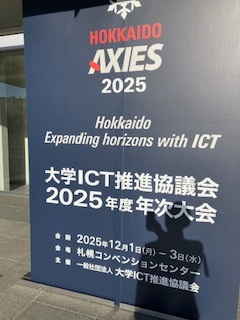 HOKKAIDO
AXIES
2025
Hokkaido
Expanding horizons with ICT
大学ICT推進協議会
2025年度 年次大会
会 期 2025年12月1日(月) ― 3日(水)
会 場 札幌コンベンションセンター
主 催 一般社団法人 大学ICT推進協議会